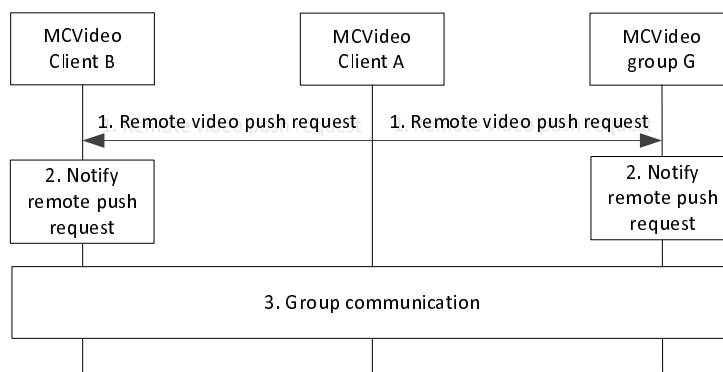 MCVideo
Client B
MCVideo
Client A
MCVideo
group G
1. Remote video push request
1. Remote video push request
2. Notify
remote push
request
2. Notify
remote push
request
3. Group communication